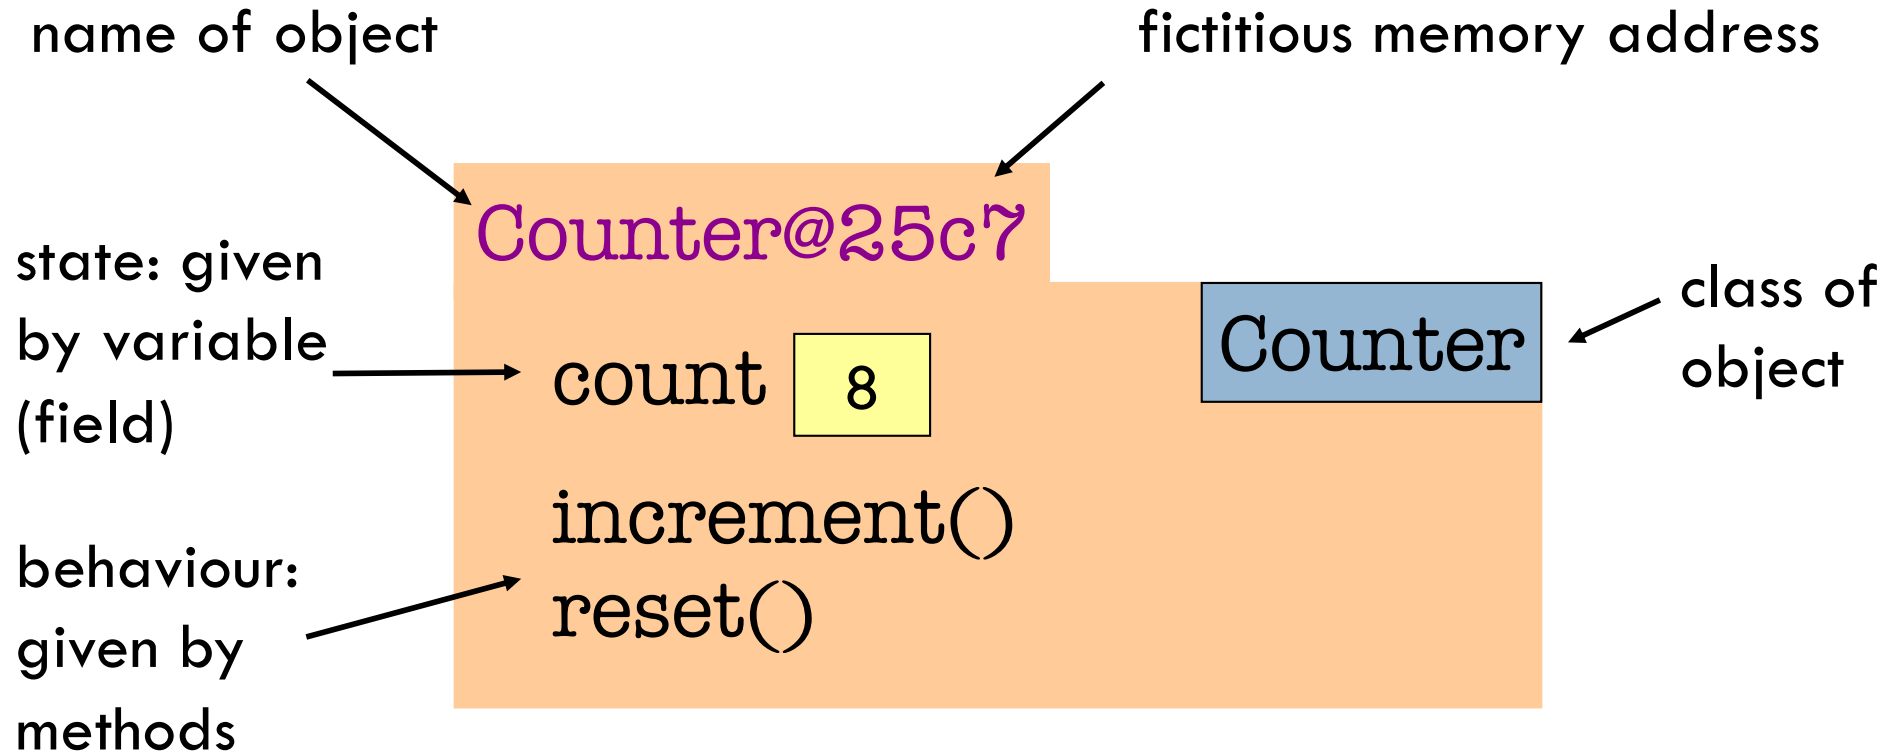 name of object
fictitious memory address
Counter@25c7
state: given
by variable
(field)
count 8
Counter
class of
object
increment()
reset()
behaviour:
given by
methods